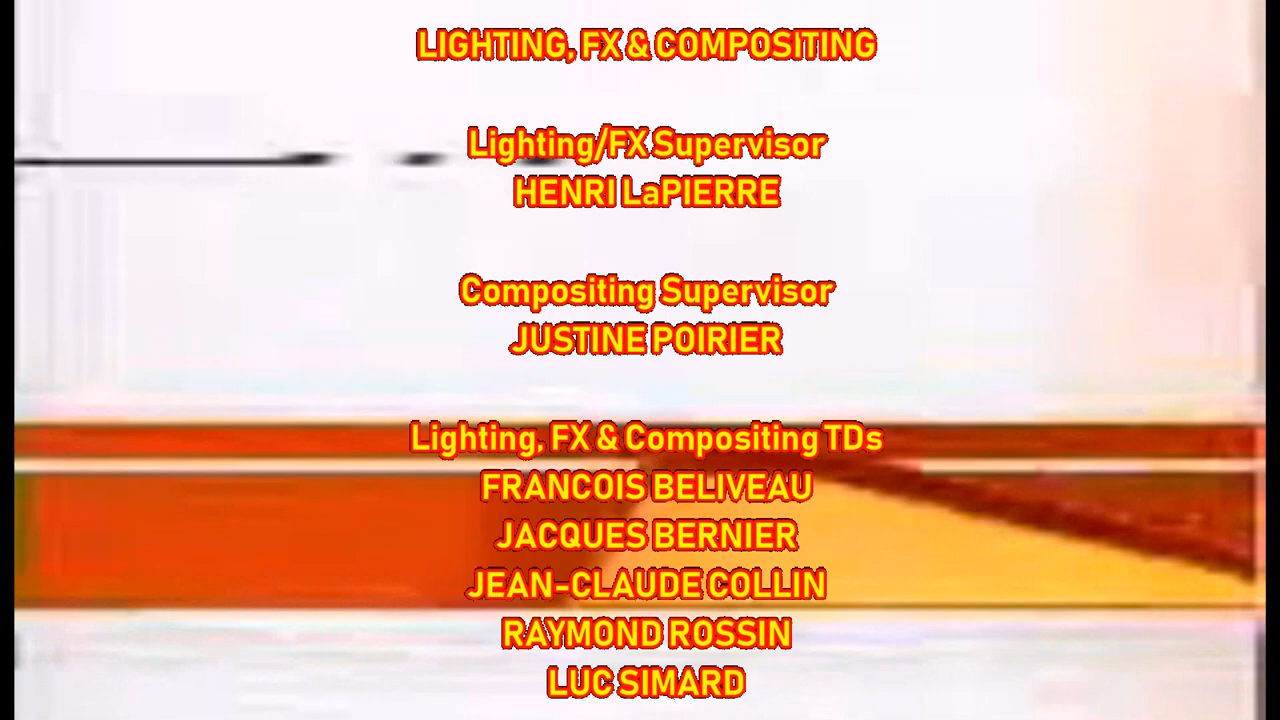 LIGHTING, FX & COMPOSITING
Lighting/FX Supervisor
HENRI LaPIERRE
Compositing Supervisor
JUSTINE POIRIER
Lighting, FX & Compositing TDs
FRANCOIS BELIVEAU
JACQUES BERNIER
JEAN-CLAUDE COLLIN
RAYMOND ROSSIN
LUC SIMARD